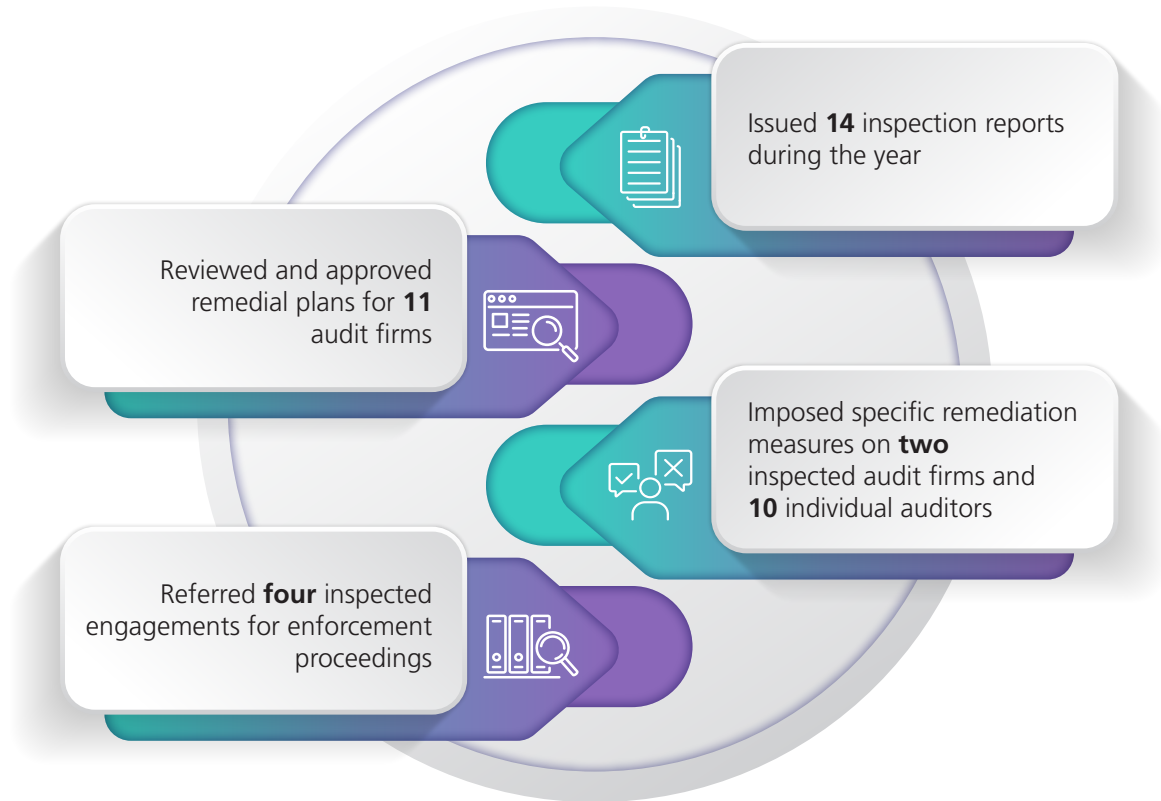 Issued 14 inspection reports
during the year
Reviewed and approved
remedial plans for 11
audit firms
Imposed specific remediation
measures on two
inspected audit firms and
10 individual auditors
Referred four inspected
engagements for enforcement
proceedings